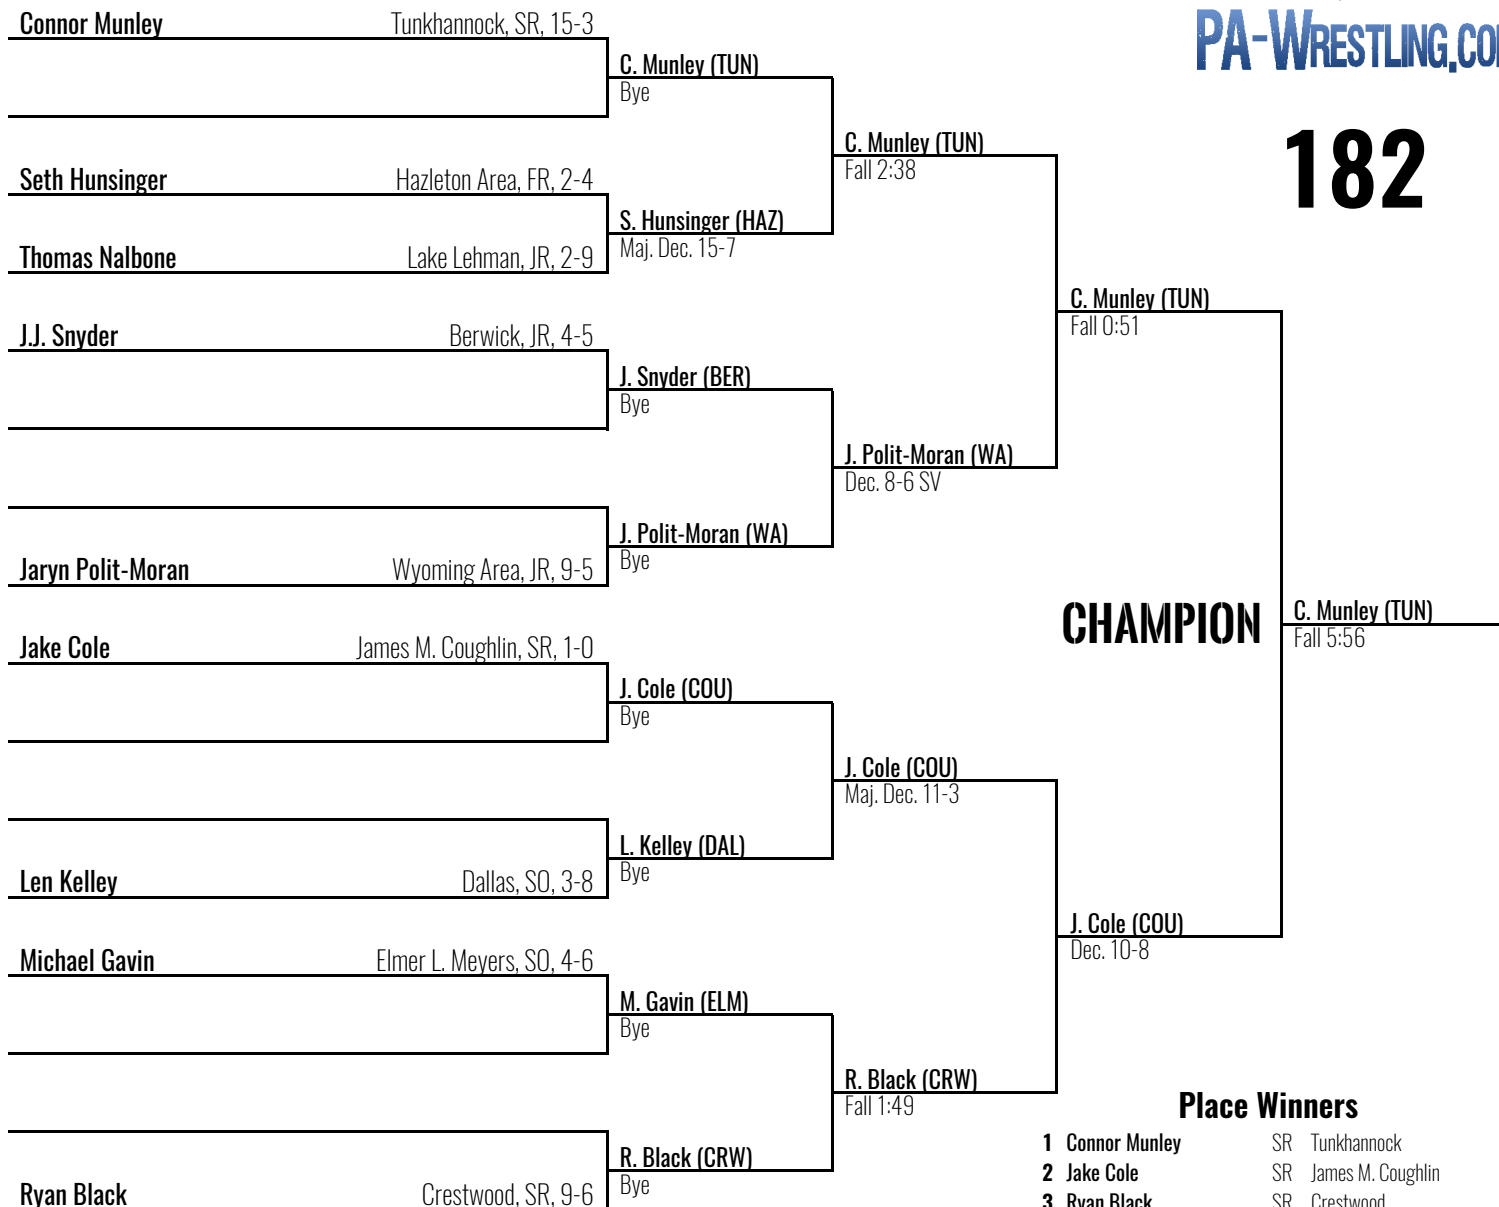 Connor Munley Tunkhannock, SR, 15-3
C. Munley (TUN)
Bye
Seth Hunsinger Hazleton Area, FR, 2-4
S. Hunsinger (HAZ)
Maj. Dec. 15-7
Thomas Nalbone Lake Lehman, JR, 2-9
C. Munley (TUN)
Fall 2:38
J.J. Snyder Berwick, JR, 4-5
J. Snyder (BER)
Bye
J. Polit-Moran (WA)
Bye
Jaryn Polit-Moran Wyoming Area, JR, 9-5
J. Polit-Moran (WA)
Dec. 8-6 SV
C. Munley (TUN)
Fall 0:51
Jake Cole James M. Coughlin, SR, 1-0
J. Cole (COU)
Bye
L. Kelley (DAL)
Bye
Len Kelley Dallas, SO, 3-8
J. Cole (COU)
Maj. Dec. 11-3
Michael Gavin Elmer L. Meyers, SO, 4-6
M. Gavin (ELM)
Bye
R. Black (CRW)
Bye
Ryan Black Crestwood, SR, 9-6
R. Black (CRW)
Fall 1:49
J. Cole (COU)
Dec. 10-8
CHAMPION
C. Munley (TUN)
Fall 5:56
PA-WRESTLING.CO
182
Place Winners
1 Connor Munley SR Tunkhannock
2 Jake Cole SR James M. Coughlin
3 Ryan Black SR Crestwood